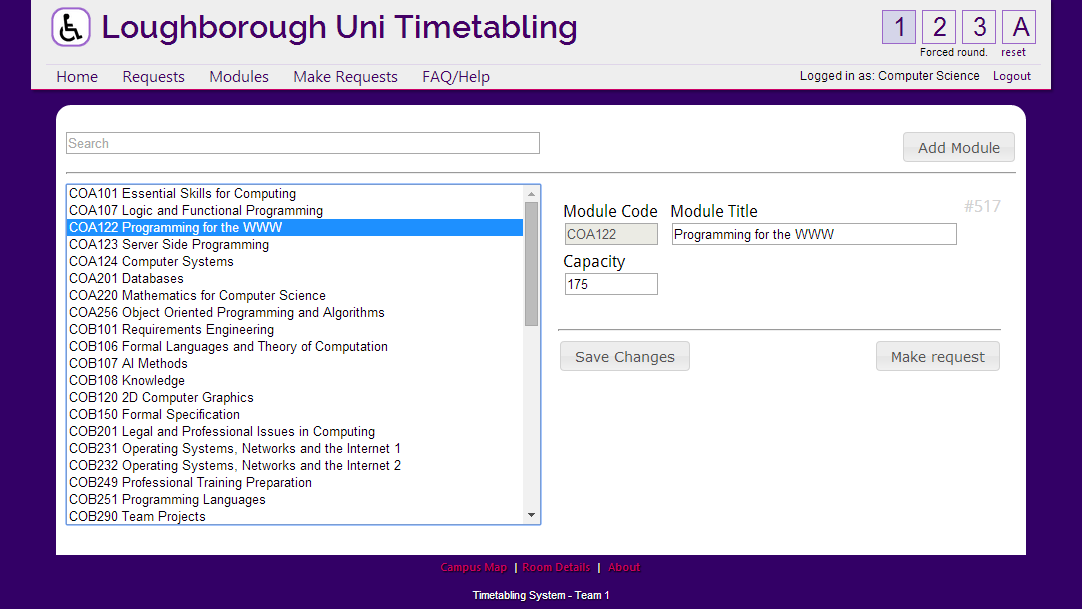 Loughborough Uni Timetabling
1 2 3 A
Forced round. reset
Home Requests Modules Make Requests FAQ/Help
Logged in as: Computer Science Logout
Search
Add Module
COA101 Essential Skills for Computing
COA107 Logic and Functional Programming
COA122 Programming for the WWW
COA123 Server Side Programming
COA124 Computer Systems
COA201 Databases
COA220 Mathematics for Computer Science
COA256 Object Oriented Programming and Algorithms
COB101 Requirements Engineering
COB106 Formal Languages and Theory of Computation
COB107 AI Methods
COB108 Knowledge
COB120 2D Computer Graphics
COB150 Formal Specification
COB201 Legal and Professional Issues in Computing
COB231 Operating Systems, Networks and the Internet 1
COB232 Operating Systems, Networks and the Internet 2
COB249 Professional Training Preparation
COB251 Programming Languages
COB290 Team Projects
#517
Module Code Module Title
COA122 Programming for the WWW
Capacity
175
Save Changes Make request
Campus Map | Room Details | About
Timetabling System - Team 1